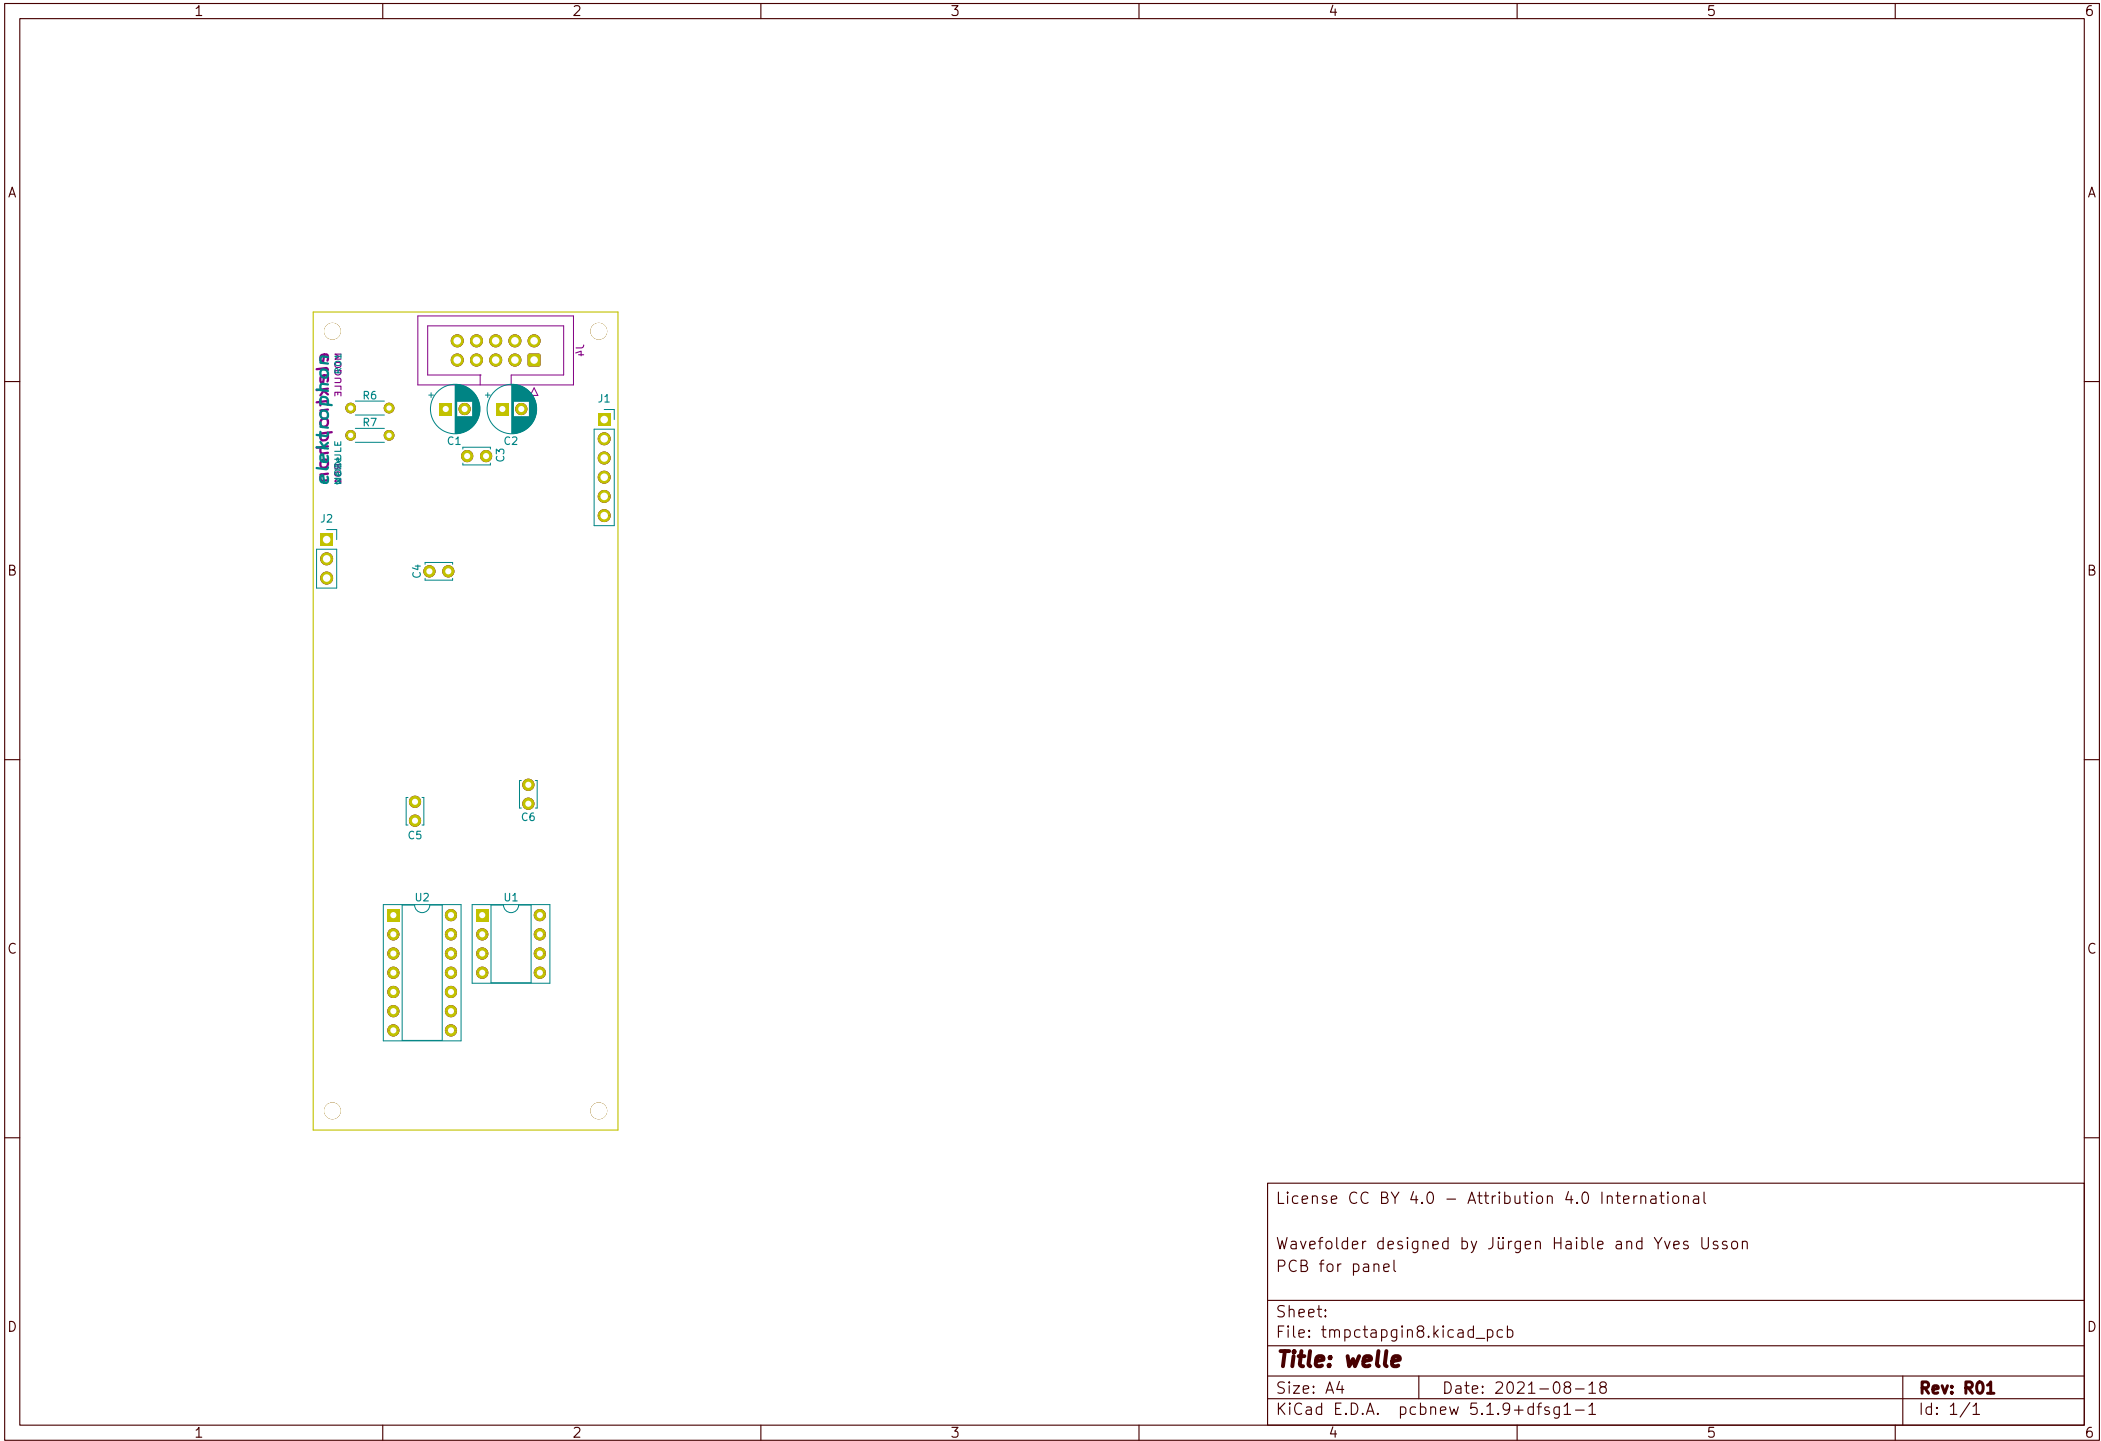 1 2 3 4 5 6
A A
J4
R6
J1
R7
+ +
C1 C2
C3
elektrophon
MODULE
J2
B B
C4
C5
C6
U2 U1
C C
License CC BY 4.0 - Attribution 4.0 International
Wavefolder designed by Jürgen Haible and Yves Usson
PCB for panel
Sheet:
File: tmpctapgin8.kicad_pcb
D D
Title: welle
Size: A4 Date: 2021-08-18 Rev: R01
KiCad E.D.A. pcbnew 5.1.9+dfsg1-1 Id: 1/1
1 2 3 4 5 6